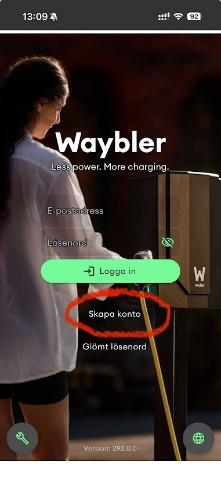 13:09
92
Waybler
Less power. More charging.
E-postadress
Lösenord
Logga in
W
Waybler
Skapa konto
Glömt lösenord
Version: 292.0.0